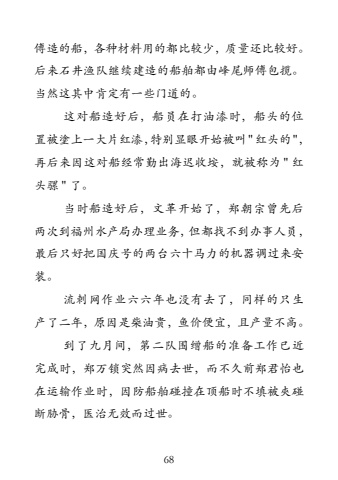 傅造的船，各种材料用的都比较少，质量还比较好。
后来石井渔队继续建造的船舶都由峰尾师傅包揽。
当然这其中肯定有一些门道的。
这对船造好后，船员在打油漆时，船头的位
置被塗上一大片红漆，特别显眼开始被叫"红头的"，
再后来因这对船经常勤出海迟收垵，就被称为"红
头骡"了。
当时船造好后，文革开始了，郑朝宗曾先后
两次到福州水产局办理业务，但都找不到办事人员，
最后只好把国庆号的两台六十马力的机器调过来安
装。
流刺网作业六六年也没有去了，同样的只生
产了二年，原因是柴油贵，鱼价便宜，且产量不高。
到了九月间，第二队围缯船的准备工作已近
完成时，郑万锁突然因病去世，而不久前郑君怡也
在运输作业时，因防船舶碰撞在顶船时不填被夹碰
断胁骨，医治无效而过世。
68